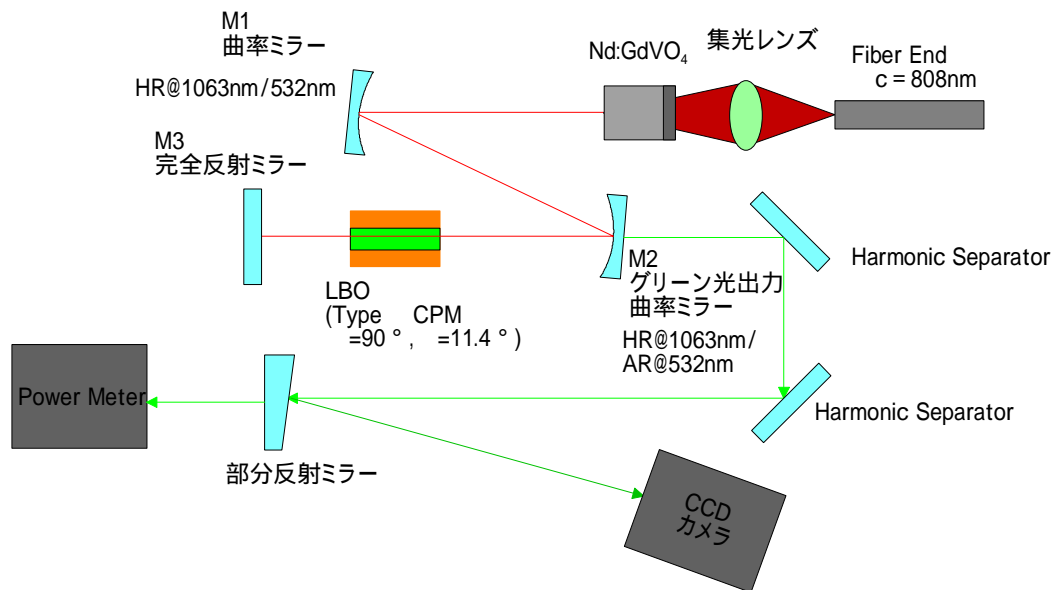 M1
曲率ミラー
HR@1063nm/532nm
Nd:GdVO₄
集光レンズ
Fiber End
c = 808nm
M3
完全反射ミラー
LBO
(Type CPM
=90 ° , =11.4 ° )
M2
グリーン光出力
曲率ミラー
HR@1063nm/
AR@532nm
Harmonic Separator
Power Meter
部分反射ミラー
Harmonic Separator
CCD
カメラ